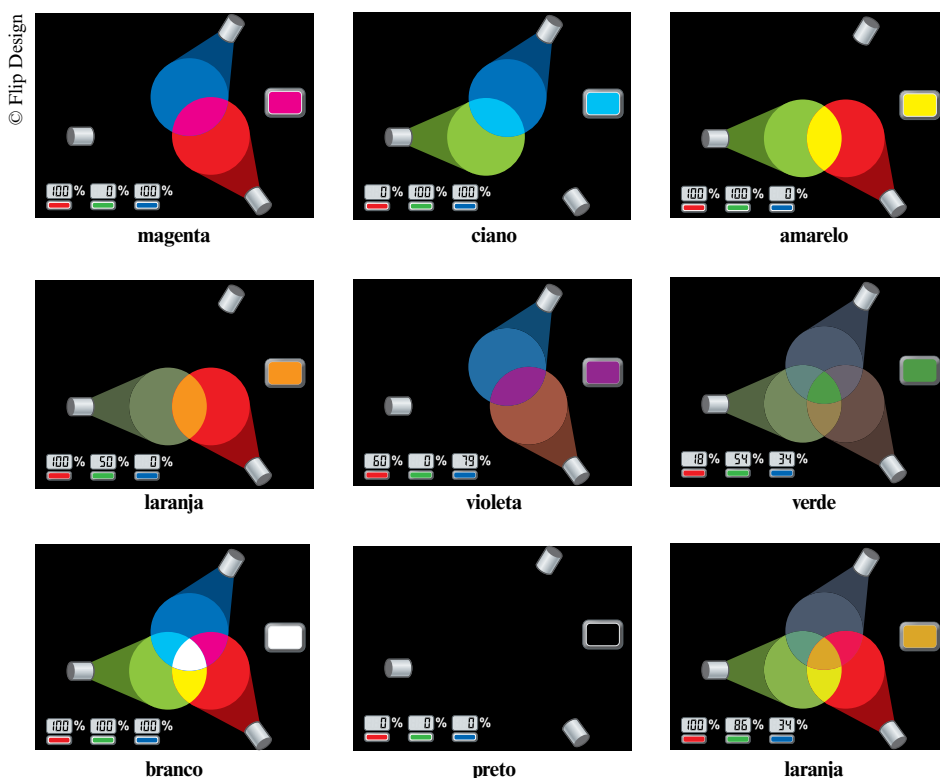 © Flip Design
100 % 0 % 100 %
magenta
0 % 100 % 100 %
ciano
100 % 100 % 0 %
amarelo
100 % 50 % 0 %
laranja
60 % 0 % 79 %
violeta
18 % 54 % 34 %
verde
100 % 100 % 100 %
branco
0 % 0 % 0 %
preto
100 % 86 % 34 %
laranja